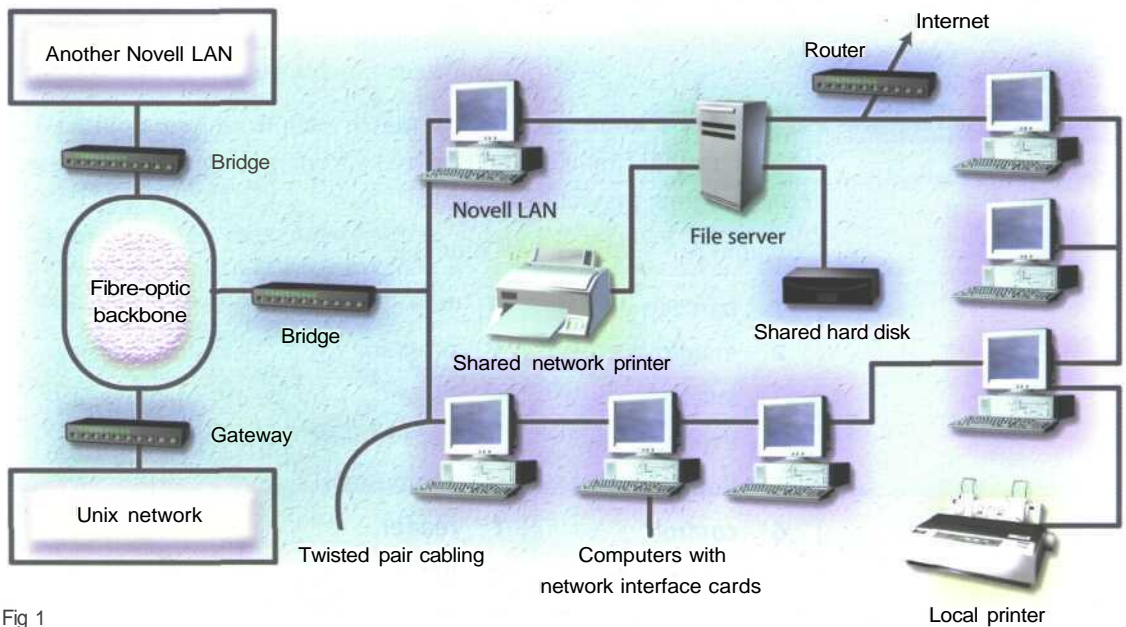 Internet
Another Novell LAN
Router
Bridge
Novell LAN
File server
Fibre-optic
backbone
Bridge
Shared hard disk
Shared network printer
Gateway
Unix network
Twisted pair cabling
Computers with
network interface cards
Fig 1
Local printer